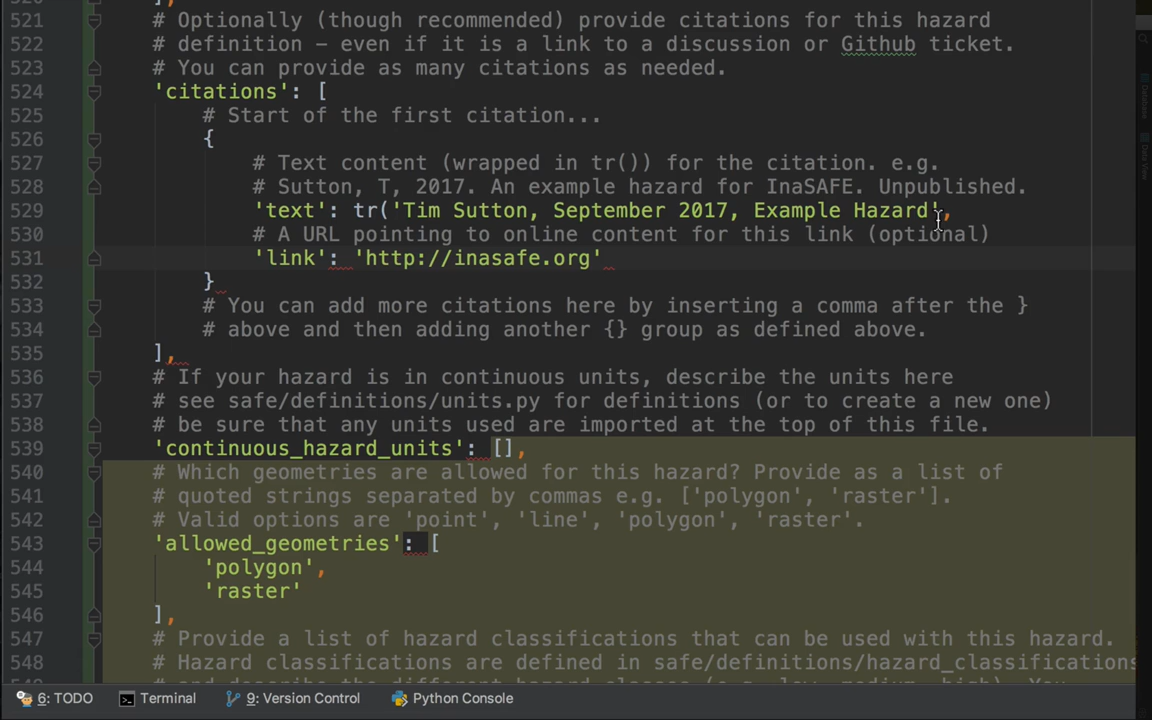 520 ],
521 # Optionally (though recommended) provide citations for this hazard
522 # definition – even if it is a link to a discussion or Github ticket.
523 # You can provide as many citations as needed.
524 'citations': [
525 # Start of the first citation...
526 {
527 # Text content (wrapped in tr()) for the citation. e.g.
528 # Sutton, T, 2017. An example hazard for InaSAFE. Unpublished.
529 'text': tr('Tim Sutton, September 2017, Example Hazard',
530 # A URL pointing to online content for this link (optional)
531 'link': 'http://inasafe.org'
532 }
533 # You can add more citations here by inserting a comma after the }
534 # above and then adding another {} group as defined above.
535 ],
536 # If your hazard is in continuous units, describe the units here
537 # see safe/definitions/units.py for definitions (or to create a new one)
538 # be sure that any units used are imported at the top of this file.
539 'continuous_hazard_units': [],
540 # Which geometries are allowed for this hazard? Provide as a list of
541 # quoted strings separated by commas e.g. ['polygon', 'raster'].
542 # Valid options are 'point', 'line', 'polygon', 'raster'.
543 'allowed_geometries': [
544 'polygon',
545 'raster'
546 ],
547 # Provide a list of hazard classifications that can be used with this hazard.
548 # Hazard classifications are defined in safe/definitions/hazard_classifications
6: TODO Terminal 9: Version Control Python Console